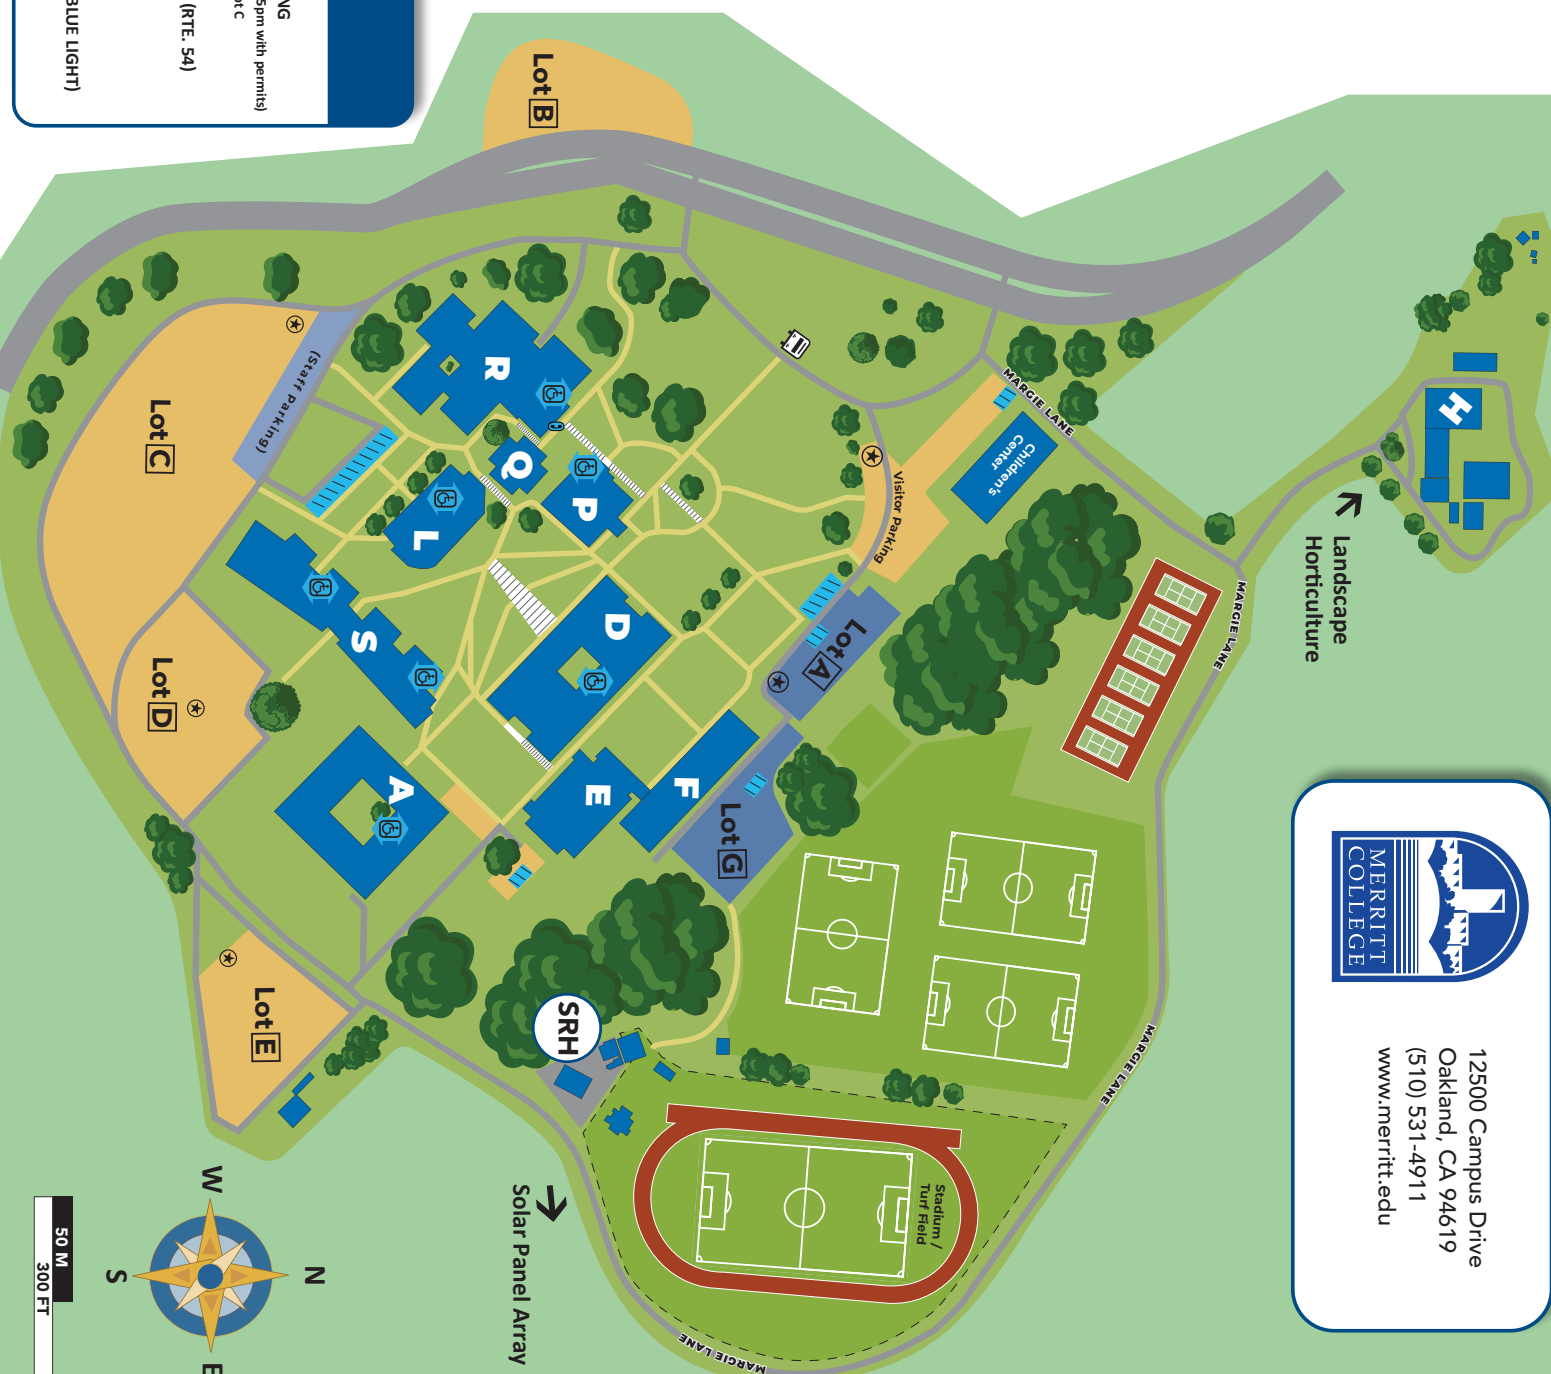 NG
5pm with permits)
ot C
(RTE. 54)
BLUE LIGHT)
Lot B
Lot C
(Staff Parking)
Lot D
Lot E
Lot A
Lot G
Visitor Parking
Children's
Center
MARGIE LANE
MARGIE LANE
MARGIE LANE
MARGIE LANE
H
Landscape
Horticulture
R
Q
P
L
S
D
A
E
F
SRH
Stadium /
Turf Field
Solar Panel Array
MERRITT
COLLEGE
12500 Campus Drive
Oakland, CA 94619
(510) 531-4911
www.merritt.edu
N
W
S
E
50 M
300 FT